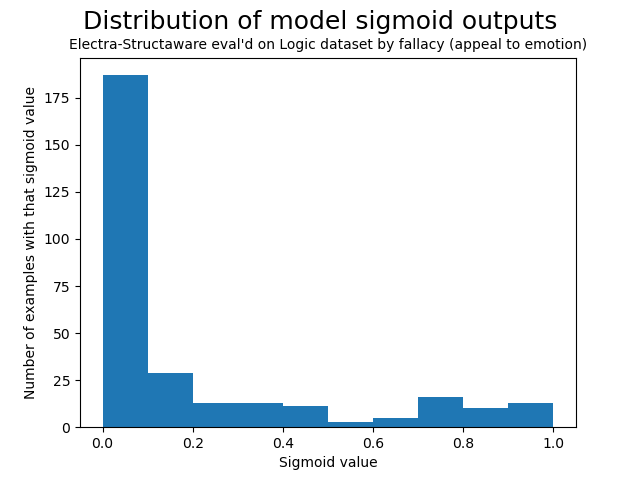 Distribution of model sigmoid outputs
Electra-Structaware eval'd on Logic dataset by fallacy (appeal to emotion)
Number of examples with that sigmoid value
175
150
125
100
75
50
25
0
0.0 0.2 0.4 0.6 0.8 1.0
Sigmoid value